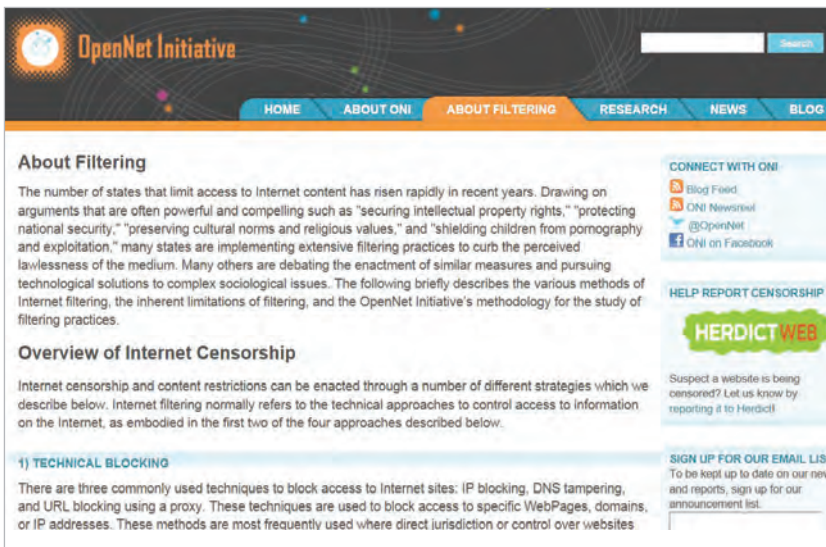 OpenNet Initiative
Search
HOME ABOUT ONI ABOUT FILTERING RESEARCH NEWS BLOG
About Filtering
The number of states that limit access to Internet content has risen rapidly in recent years. Drawing on
arguments that are often powerful and compelling such as "securing intellectual property rights," "protecting
national security," "preserving cultural norms and religious values," and "shielding children from pornography
and exploitation," many states are implementing extensive filtering practices to curb the perceived
lawlessness of the medium. Many others are debating the enactment of similar measures and pursuing
technological solutions to complex sociological issues. The following briefly describes the various methods of
Internet filtering, the inherent limitations of filtering, and the OpenNet Initiative's methodology for the study of
filtering practices.
Overview of Internet Censorship
Internet censorship and content restrictions can be enacted through a number of different strategies which we
describe below. Internet filtering normally refers to the technical approaches to control access to information
on the Internet, as embodied in the first two of the four approaches described below.
1) TECHNICAL BLOCKING
There are three commonly used techniques to block access to Internet sites: IP blocking, DNS tampering,
and URL blocking using a proxy. These techniques are used to block access to specific WebPages, domains,
or IP addresses. These methods are most frequently used where direct jurisdiction or control over websites
CONNECT WITH ONI
Blog Feed
ONI Newsreel
@OpenNet
ONI on Facebook
HELP REPORT CENSORSHIP
HERDICTWEB
Suspect a website is being
censored? Let us know by
reporting it to Herdict!
SIGN UP FOR OUR EMAIL LIS
To be kept up to date on our new
and reports, sign up for our
announcement list.